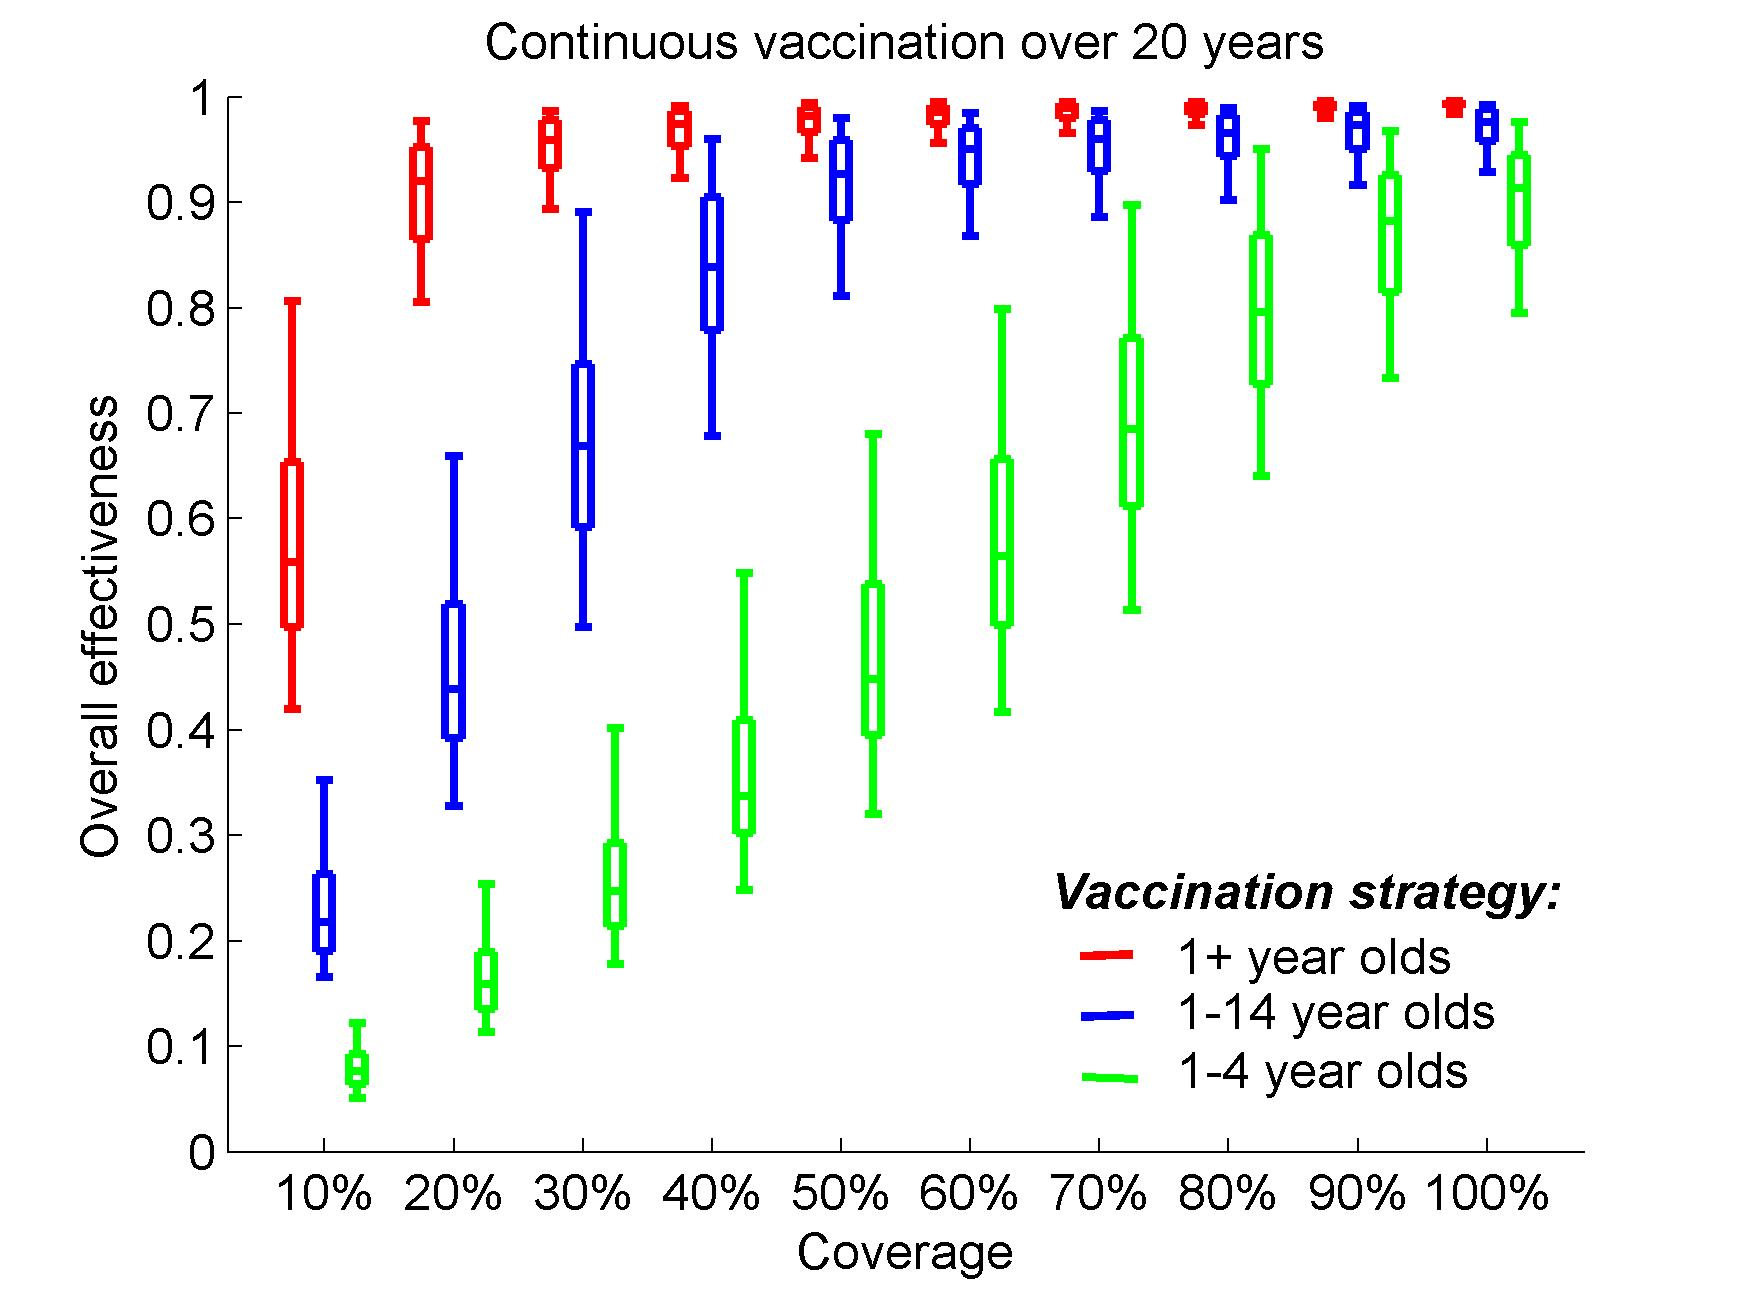 Continuous vaccination over 20 years
1
0.9
0.8
0.7
0.6
0.5
0.4
0.3
0.2
0.1
0
Overall effectiveness
Vaccination strategy:
1+ year olds
1-14 year olds
1-4 year olds
10% 20% 30% 40% 50% 60% 70% 80% 90% 100%
Coverage